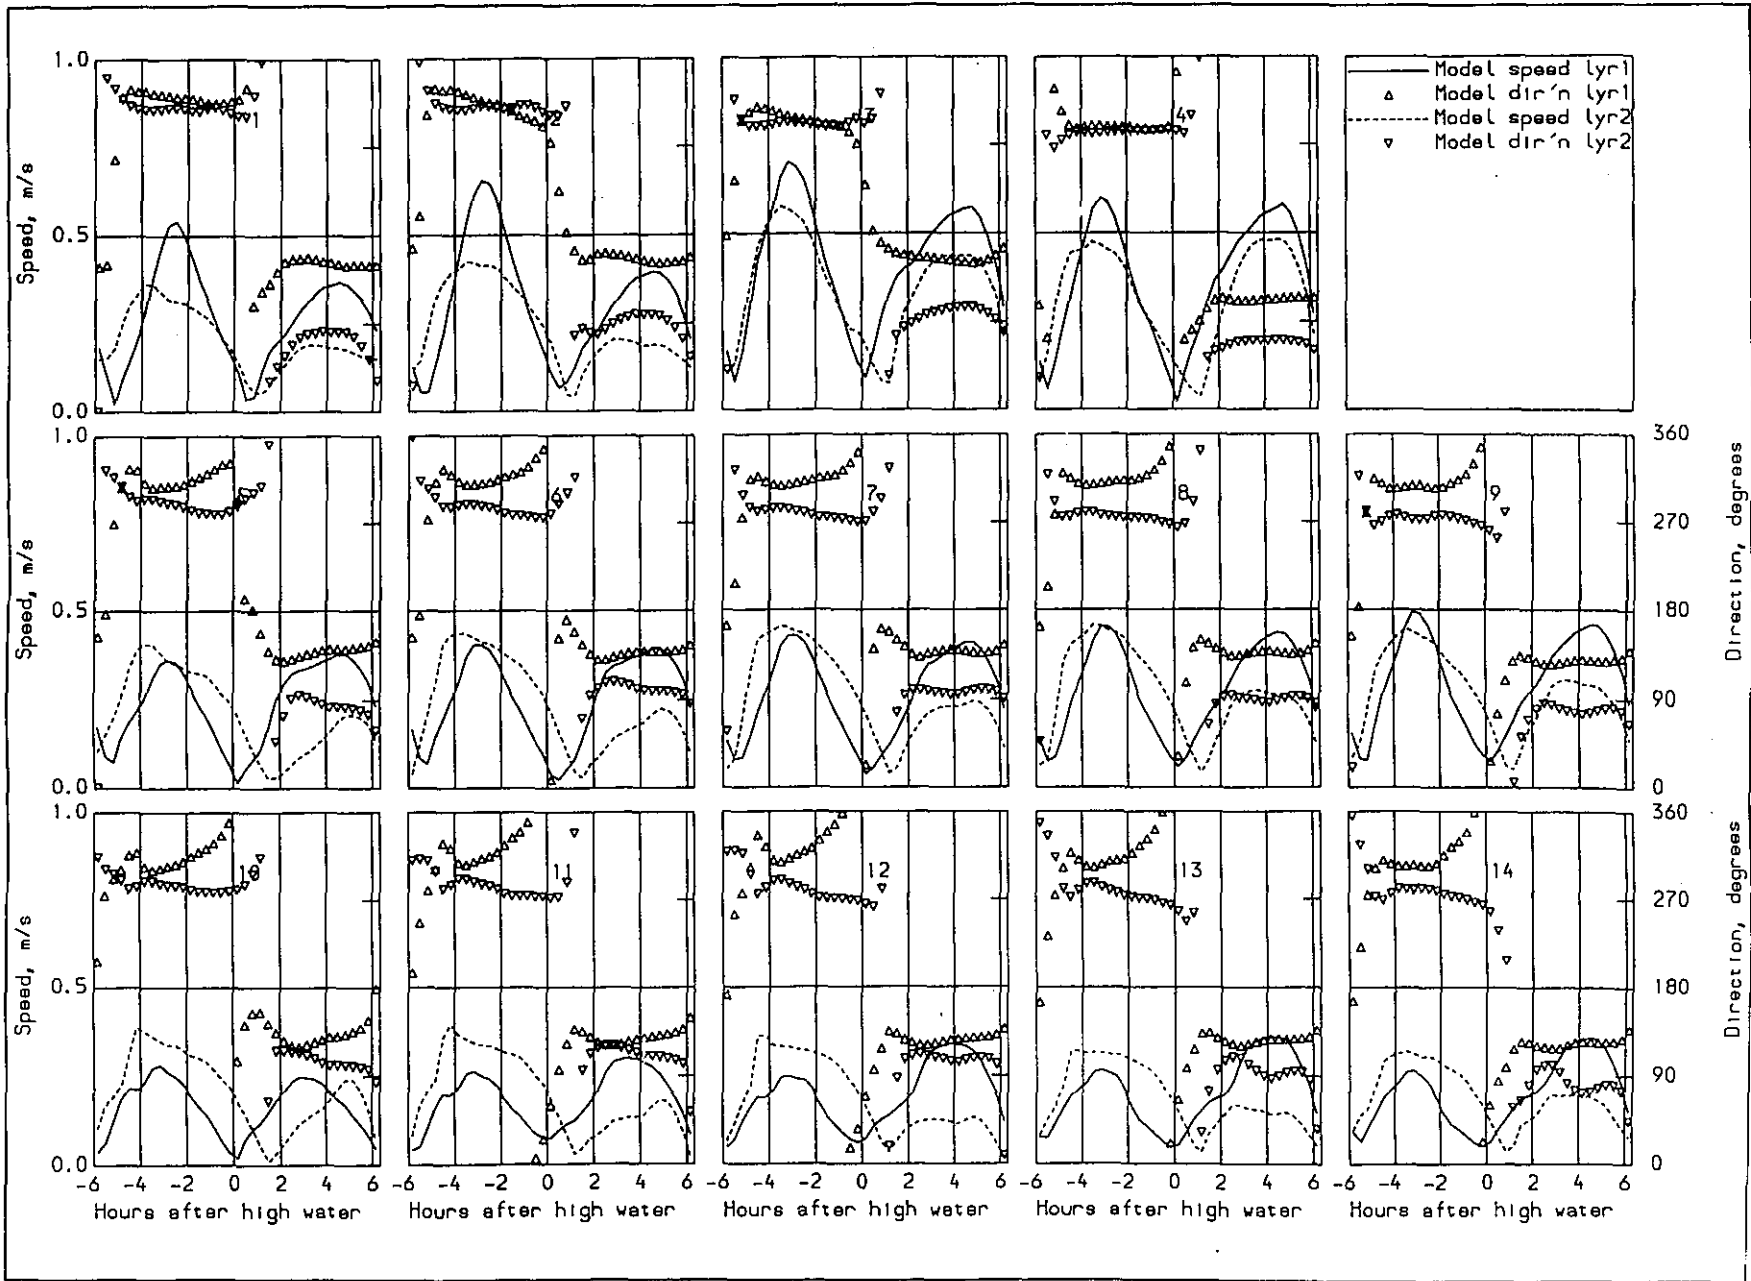 1.0
0.5
0.0
Speed, m/s
1
2
3
4
Model speed lyr1
Model dir'n lyr1
Model speed lyr2
Model dir'n lyr2
1.0
0.5
0.0
Speed, m/s
5
6
7
8
9
360
270
180
90
0
Direction, degrees
1.0
0.5
0.0
Speed, m/s
10
11
12
13
14
360
270
180
90
0
Direction, degrees
-6 -4 -2 0 2 4 6
-6 -4 -2 0 2 4 6
-6 -4 -2 0 2 4 6
-6 -4 -2 0 2 4 6
-6 -4 -2 0 2 4 6
Hours after high water
Hours after high water
Hours after high water
Hours after high water
Hours after high water